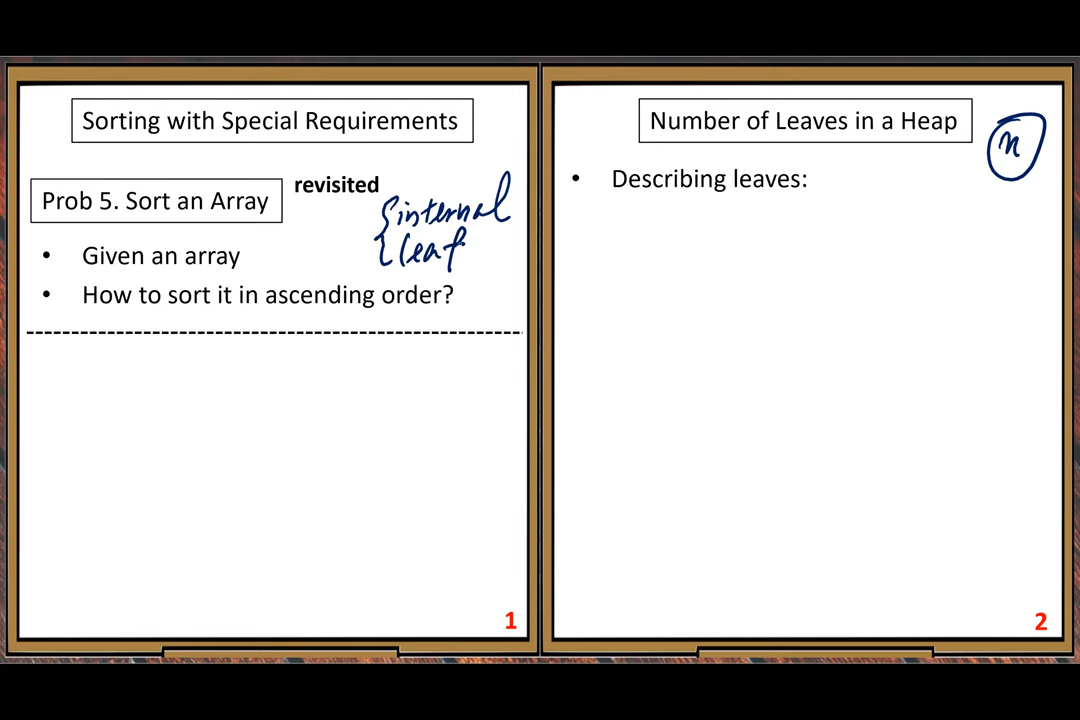 Sorting with Special Requirements
Prob 5. Sort an Array
revisited
internal
leaf
• Given an array
• How to sort it in ascending order?
1
Number of Leaves in a Heap
n
• Describing leaves:
2